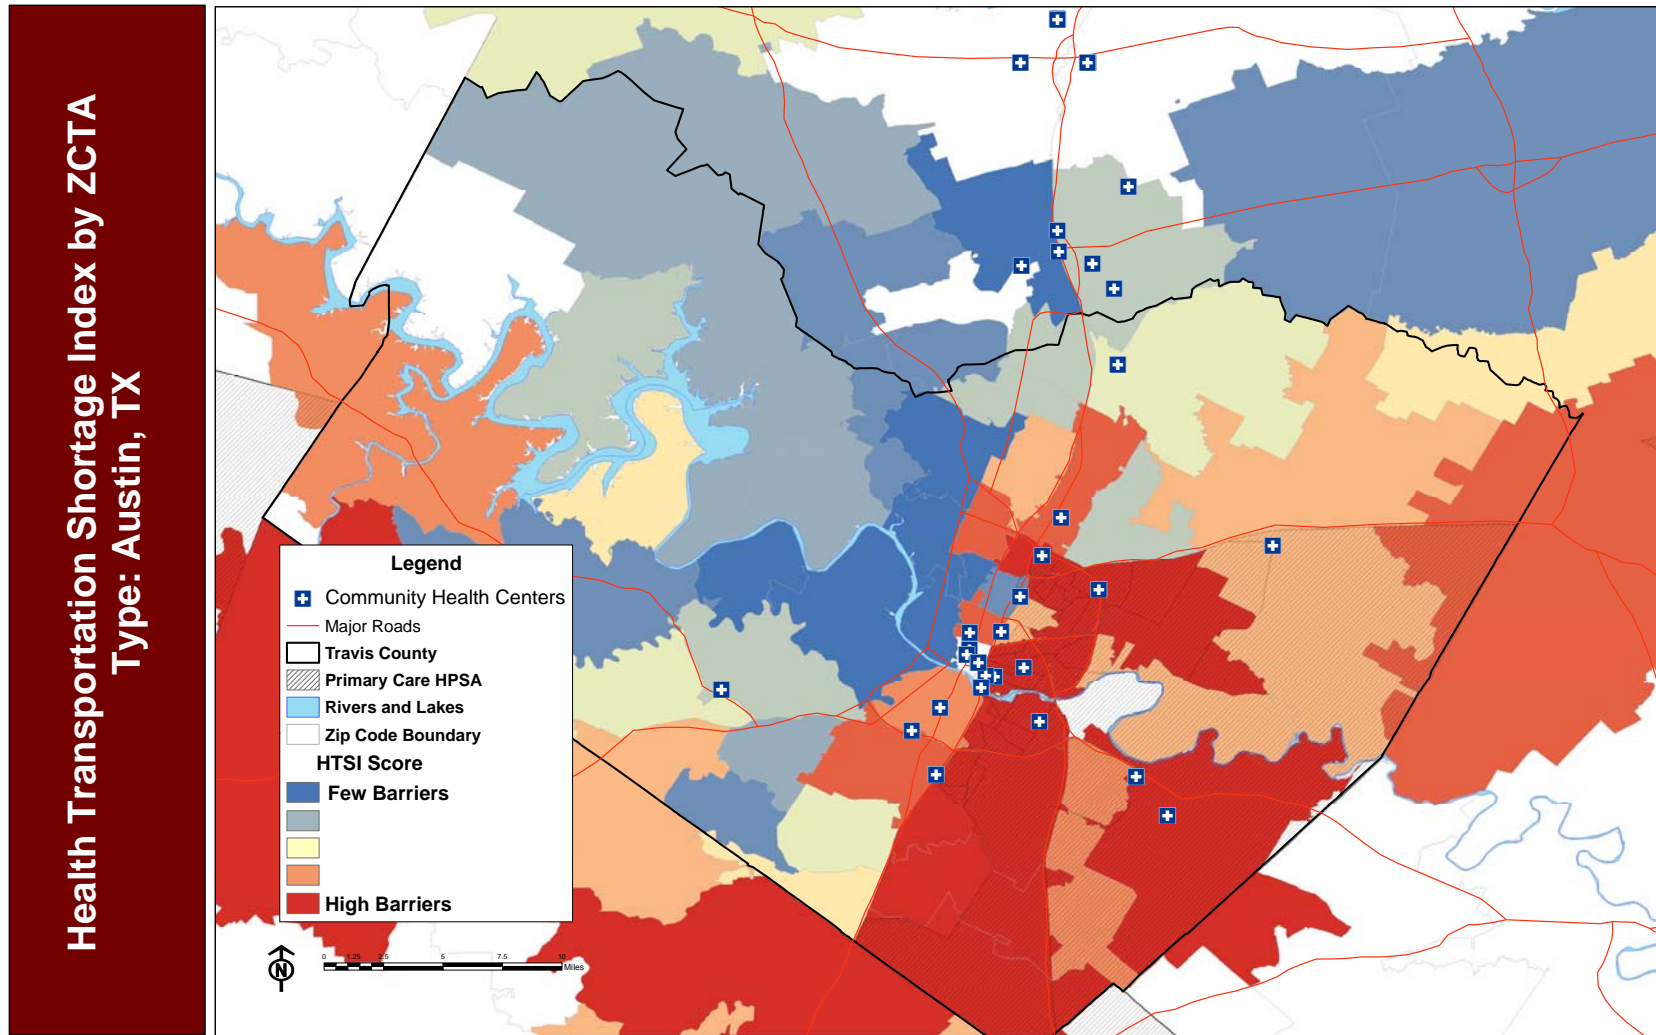 Health Transportation Shortage Index by ZCTA
Type: Austin, TX
Legend
Community Health Centers
Major Roads
Travis County
Primary Care HPSA
Rivers and Lakes
Zip Code Boundary
HTSI Score
Few Barriers
High Barriers
N
0 1.25 2.5 5 7.5 10
Miles